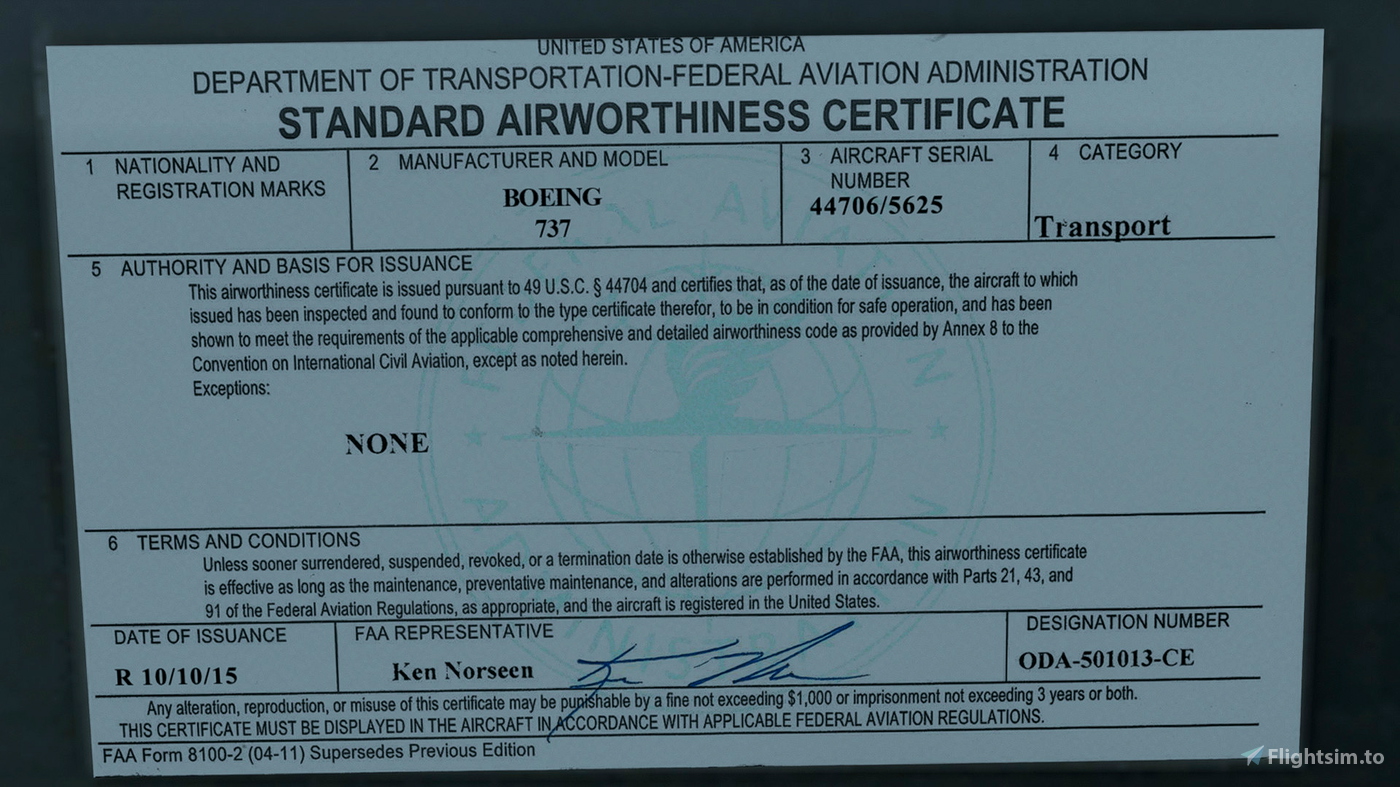 UNITED STATES OF AMERICA
DEPARTMENT OF TRANSPORTATION-FEDERAL AVIATION ADMINISTRATION
STANDARD AIRWORTHINESS CERTIFICATE
1 NATIONALITY AND
REGISTRATION MARKS
2 MANUFACTURER AND MODEL
BOEING
737
3 AIRCRAFT SERIAL
NUMBER
44706/5625
4 CATEGORY
Transport
5 AUTHORITY AND BASIS FOR ISSUANCE
This airworthiness certificate is issued pursuant to 49 U.S.C. § 44704 and certifies that, as of the date of issuance, the aircraft to which
issued has been inspected and found to conform to the type certificate therefor, to be in condition for safe operation, and has been
shown to meet the requirements of the applicable comprehensive and detailed airworthiness code as provided by Annex 8 to the
Convention on International Civil Aviation, except as noted herein.
Exceptions:
NONE
6 TERMS AND CONDITIONS
Unless sooner surrendered, suspended, revoked, or a termination date is otherwise established by the FAA, this airworthiness certificate
is effective as long as the maintenance, preventative maintenance, and alterations are performed in accordance with Parts 21, 43, and
91 of the Federal Aviation Regulations, as appropriate, and the aircraft is registered in the United States.
DATE OF ISSUANCE
R 10/10/15
FAA REPRESENTATIVE
Ken Norseen
DESIGNATION NUMBER
ODA-501013-CE
Any alteration, reproduction, or misuse of this certificate may be punishable by a fine not exceeding $1,000 or imprisonment not exceeding 3 years or both.
THIS CERTIFICATE MUST BE DISPLAYED IN THE AIRCRAFT IN ACCORDANCE WITH APPLICABLE FEDERAL AVIATION REGULATIONS.
FAA Form 8100-2 (04-11) Supersedes Previous Edition
Flightsim.to